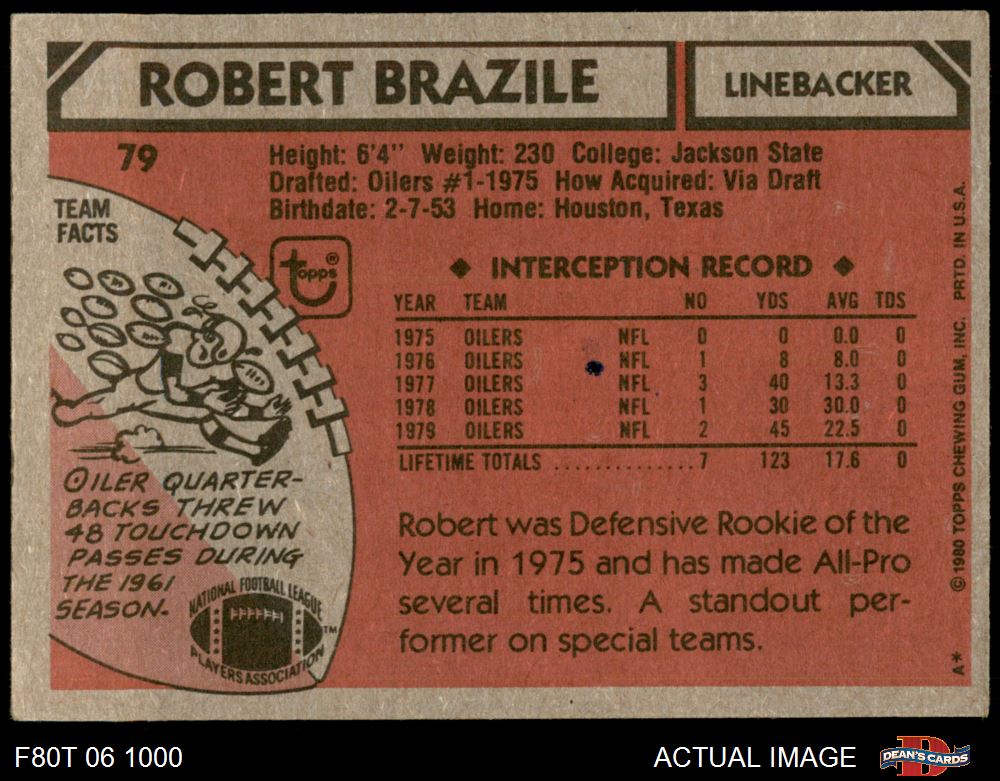 ROBERT BRAZILE
LINEBACKER
79
Height: 6'4" Weight: 230 College: Jackson State
Drafted: Oilers #1-1975 How Acquired: Via Draft
Birthdate: 2-7-53 Home: Houston, Texas
TEAM
FACTS
topps®
◆ INTERCEPTION RECORD ◆
YEAR TEAM NO YDS AVG TDS
1975 OILERS NFL 0 0 0.0 0
1976 OILERS NFL 1 8 8.0 0
1977 OILERS NFL 3 40 13.3 0
1978 OILERS NFL 1 30 30.0 0
1979 OILERS NFL 2 45 22.5 0
LIFETIME TOTALS ..............7 123 17.6 0
OILER QUARTER-
BACKS THREW
48 TOUCHDOWN
PASSES DURING
THE 1961
SEASON.
NATIONAL FOOTBALL LEAGUE
PLAYERS ASSOCIATION
TM
Robert was Defensive Rookie of the
Year in 1975 and has made All-Pro
several times. A standout per-
former on special teams.
A* © 1980 TOPPS CHEWING GUM, INC. PRTD. IN U.S.A.
F80T 06 1000
ACTUAL IMAGE
D
DEAN'S CARDS